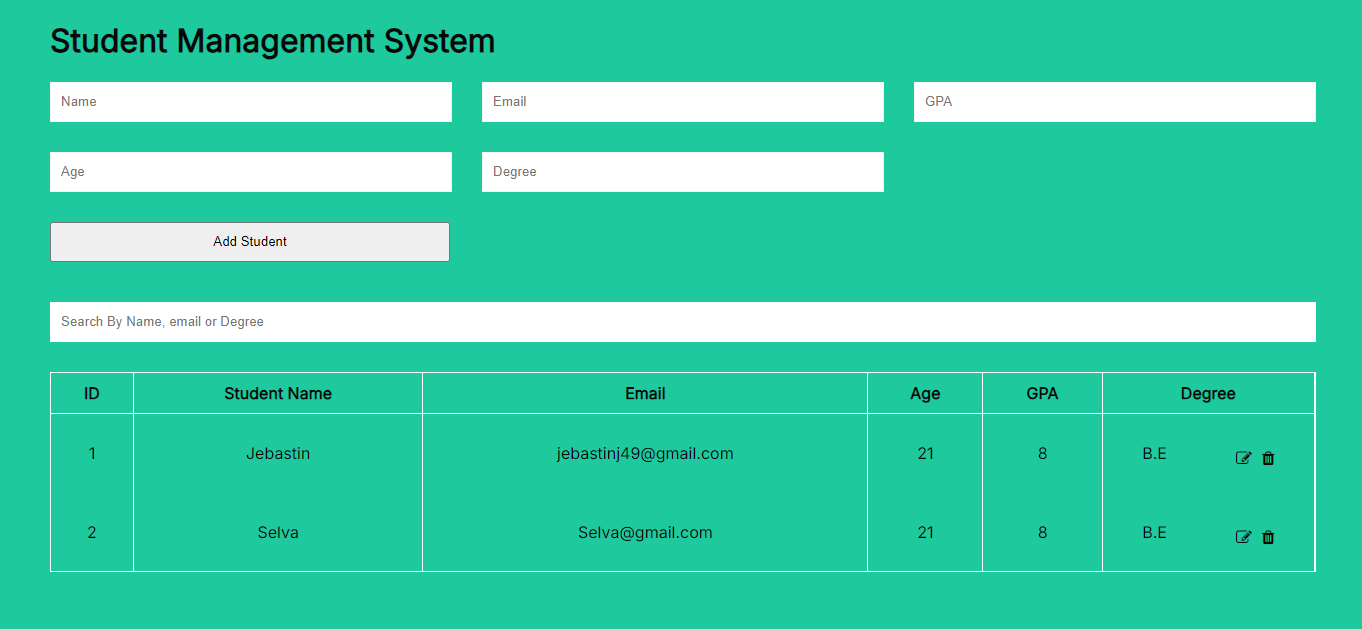 Student Management System
Name Email GPA
Age Degree
Add Student
Search By Name, email or Degree
ID Student Name Email Age GPA Degree
1 Jebastin jebastinj49@gmail.com 21 8 B.E
2 Selva Selva@gmail.com 21 8 B.E